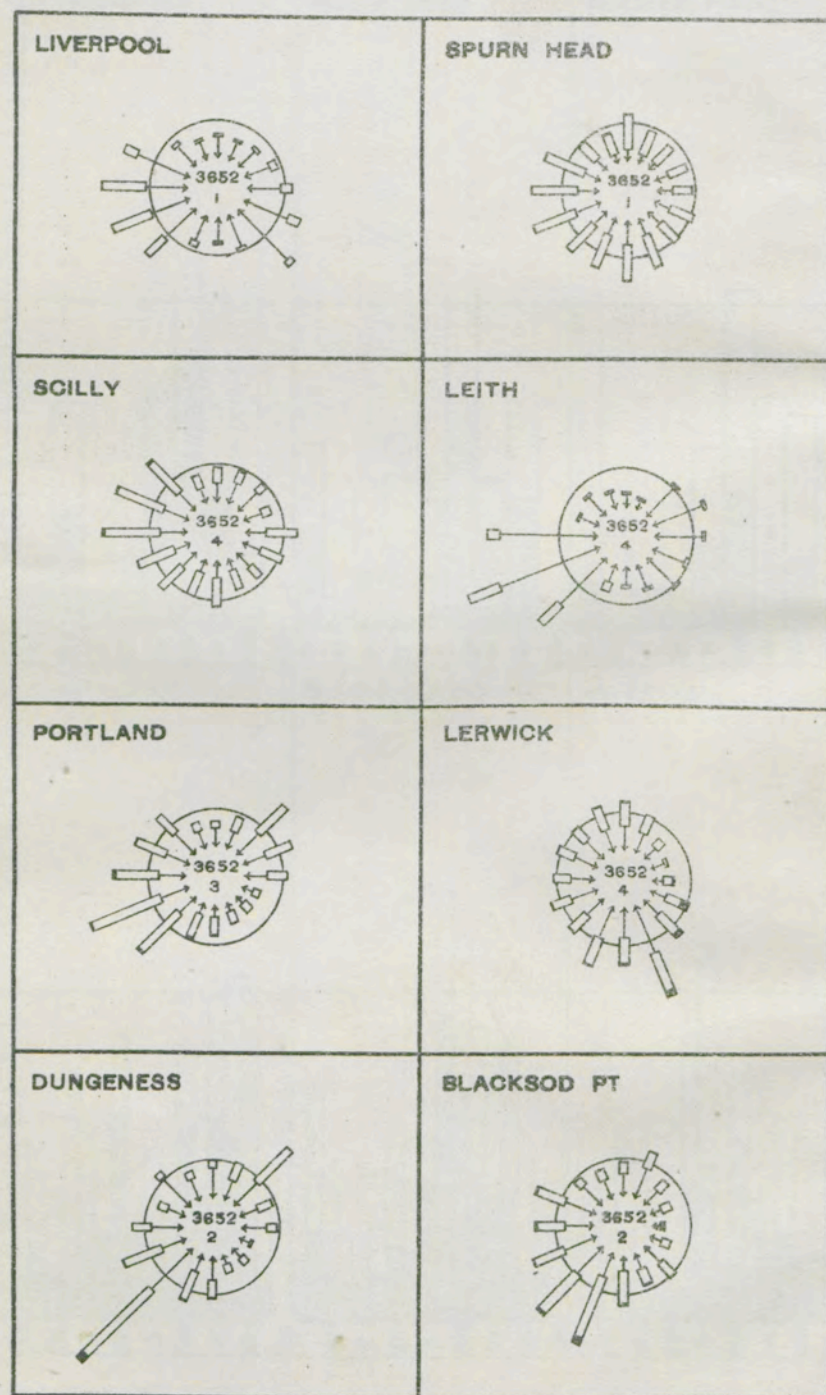 LIVERPOOL
3652
1
SPURN HEAD
3652
1
SCILLY
3652
4
LEITH
3652
4
PORTLAND
3652
3
LERWICK
3652
4
DUNGENESS
3652
2
BLACKSOD PT
3652
2